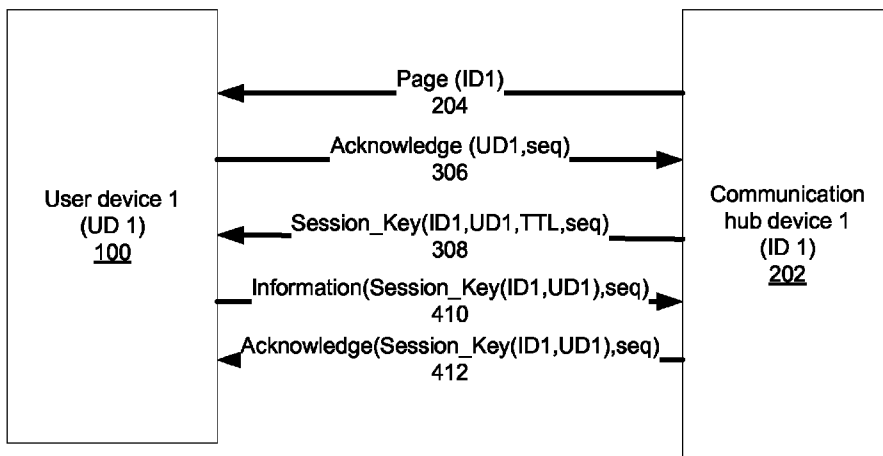 User device 1
(UD 1)
100
Page (ID1)
204
Acknowledge (UD1,seq)
306
Session_Key(ID1,UD1,TTL,seq)
308
Information(Session_Key(ID1,UD1),seq)
410
Acknowledge(Session_Key(ID1,UD1),seq)
412
Communication
hub device 1
(ID 1)
202